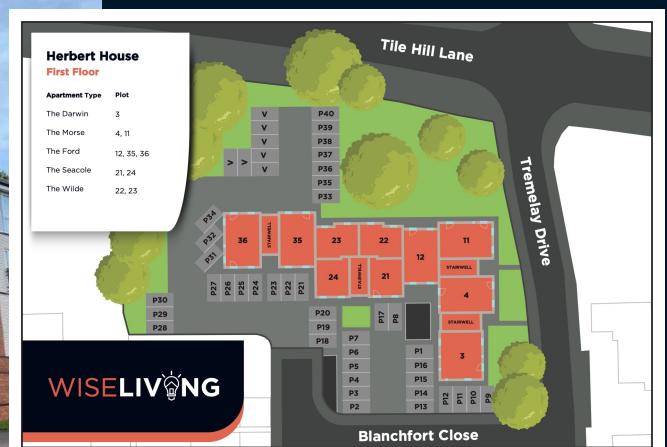 Herbert House
First Floor
Apartment Type Plot
The Darwin 3
The Morse 4, 11
The Ford 12, 35, 36
The Seacole 21, 24
The Wilde 22, 23
Tile Hill Lane
Tremelay Drive
V
V
V
V
V
V
V
P40
P39
P38
P37
P36
P35
P33
P34
P32
P31
36
STAIRWELL
35
23
22
24
STAIRWELL
21
12
11
STAIRWELL
4
STAIRWELL
3
P27
P26
P25
P24
P23
P22
P21
P30
P29
P28
P20
P19
P18
P17
P8
P7
P6
P5
P4
P3
P2
P1
P16
P15
P14
P13
P12
P11
P10
P9
WISELIVING
Blanchfort Close